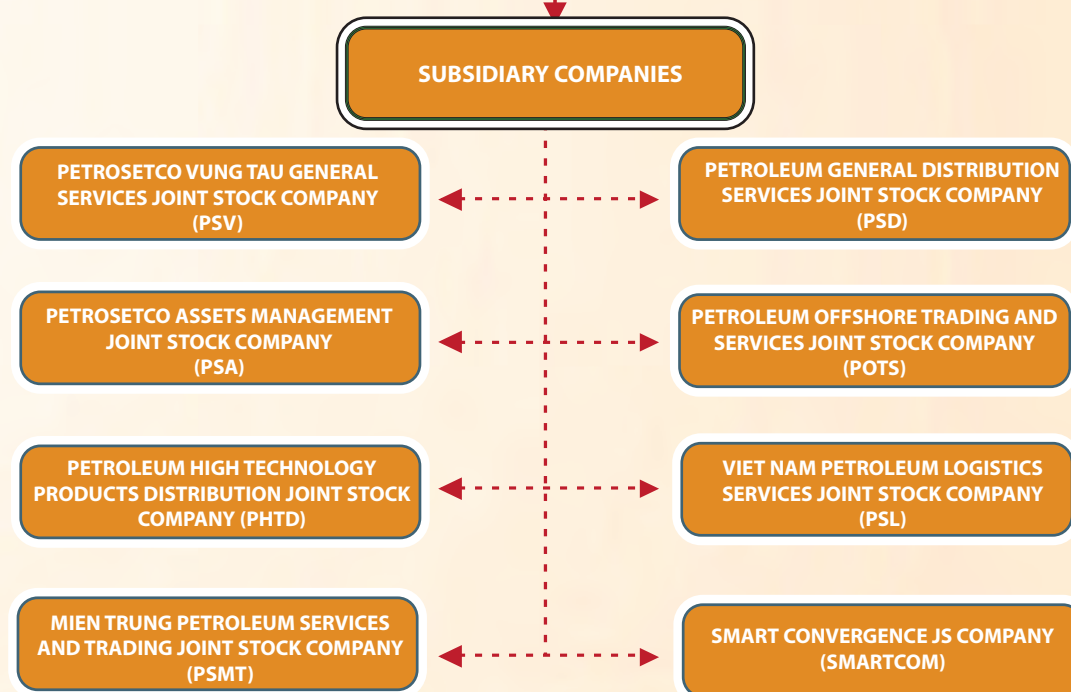 SUBSIDIARY COMPANIES
PETROSETCO VUNG TAU GENERAL
SERVICES JOINT STOCK COMPANY
(PSV)
PETROLEUM GENERAL DISTRIBUTION
SERVICES JOINT STOCK COMPANY
(PSD)
PETROSETCO ASSETS MANAGEMENT
JOINT STOCK COMPANY
(PSA)
PETROLEUM OFFSHORE TRADING AND
SERVICES JOINT STOCK COMPANY
(POTS)
PETROLEUM HIGH TECHNOLOGY
PRODUCTS DISTRIBUTION JOINT STOCK
COMPANY (PHTD)
VIET NAM PETROLEUM LOGISTICS
SERVICES JOINT STOCK COMPANY
(PSL)
MIEN TRUNG PETROLEUM SERVICES
AND TRADING JOINT STOCK COMPANY
(PSMT)
SMART CONVERGENCE JS COMPANY
(SMARTCOM)